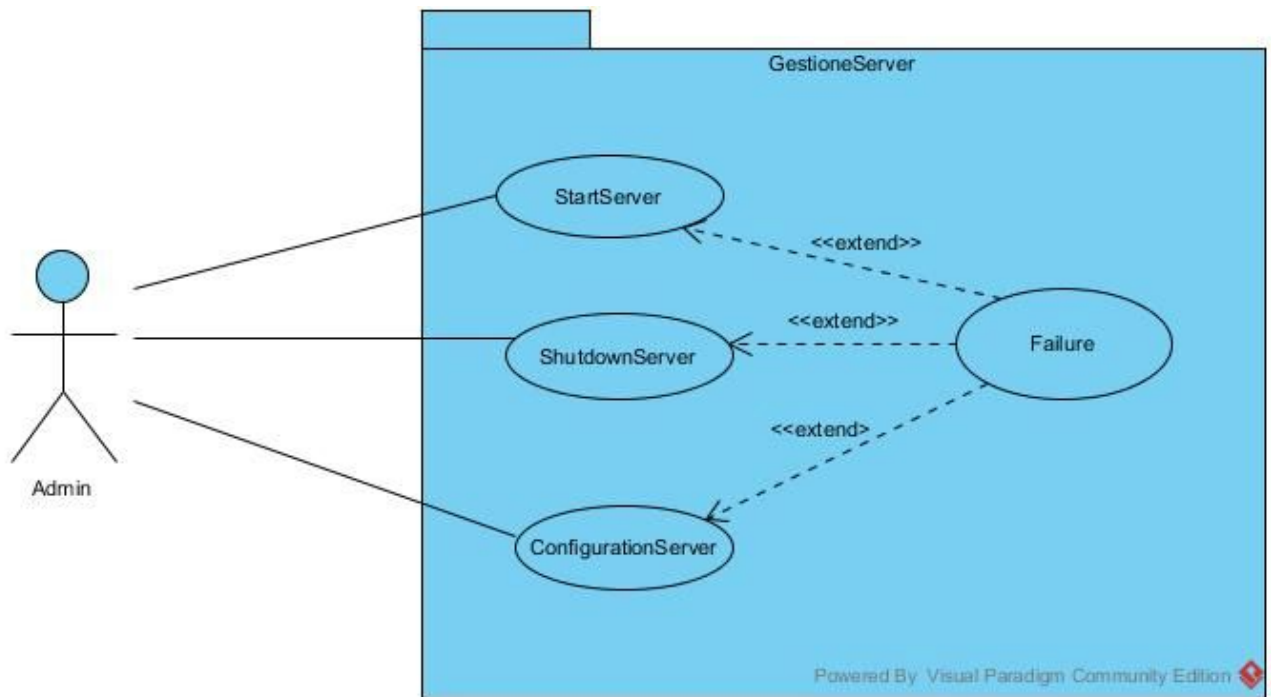 GestioneServer
StartServer
<<extend>>
<<extend>>
Failure
ShutdownServer
<<extend>
Admin
ConfigurationServer
Powered By Visual Paradigm Community Edition